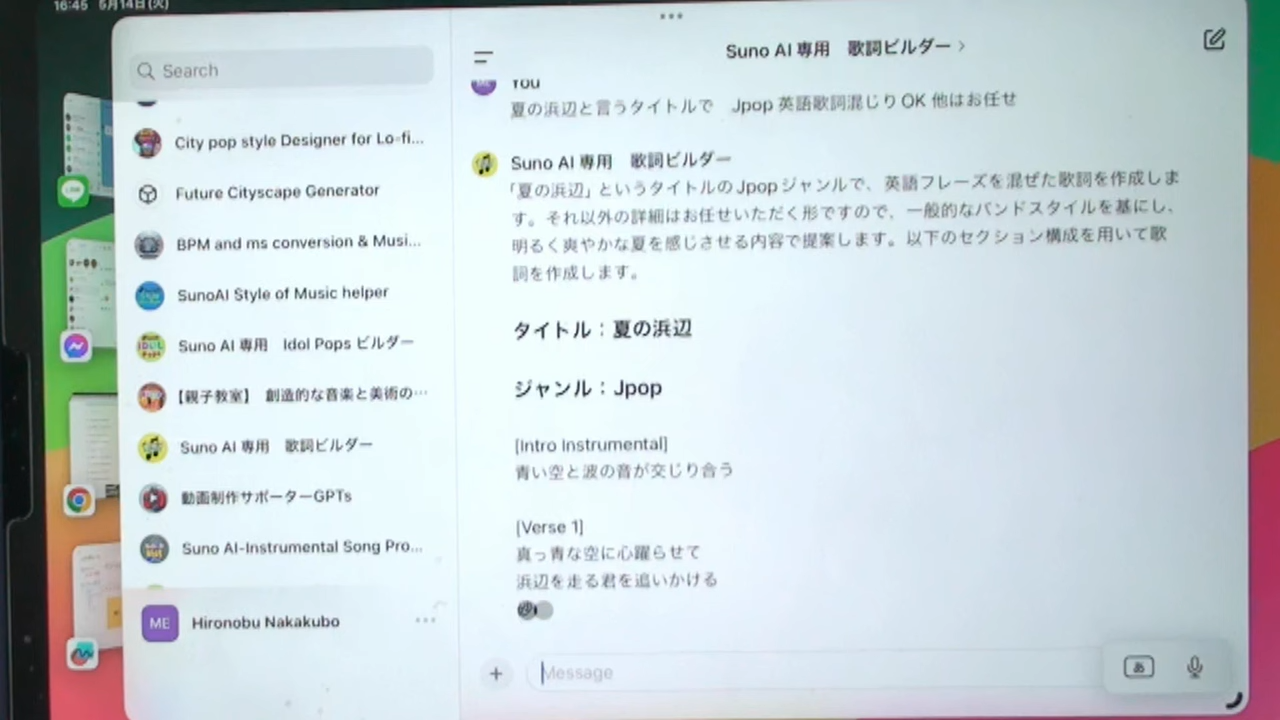 16:45 5月14日(火)
Search
City pop style Designer for Lo-fi...
Future Cityscape Generator
BPM and ms conversion & Musi...
SunoAI Style of Music helper
Suno AI 専用 Idol Pops ビルダー
【親子教室】 創造的な音楽と美術の…
Suno AI 専用 歌詞ビルダー
動画制作サポーターGPTs
Suno AI-Instrumental Song Pro...
ME
Hironobu Nakakubo
Suno AI 専用 歌詞ビルダー
You
夏の浜辺と言うタイトルで Jpop 英語歌詞混じり OK 他はお任せ
Suno AI 専用 歌詞ビルダー
「夏の浜辺」というタイトルのJpopジャンルで、英語フレーズを混ぜた歌詞を作成しま
す。それ以外の詳細はお任せいただく形ですので、一般的なバンドスタイルを基にし、
明るく爽やかな夏を感じさせる内容で提案します。以下のセクション構成を用いて歌
詞を作成します。
タイトル：夏の浜辺
ジャンル：Jpop
[Intro Instrumental]
青い空と波の音が交じり合う
[Verse 1]
真っ青な空に心躍らせて
浜辺を走る君を追いかける
Message
あ